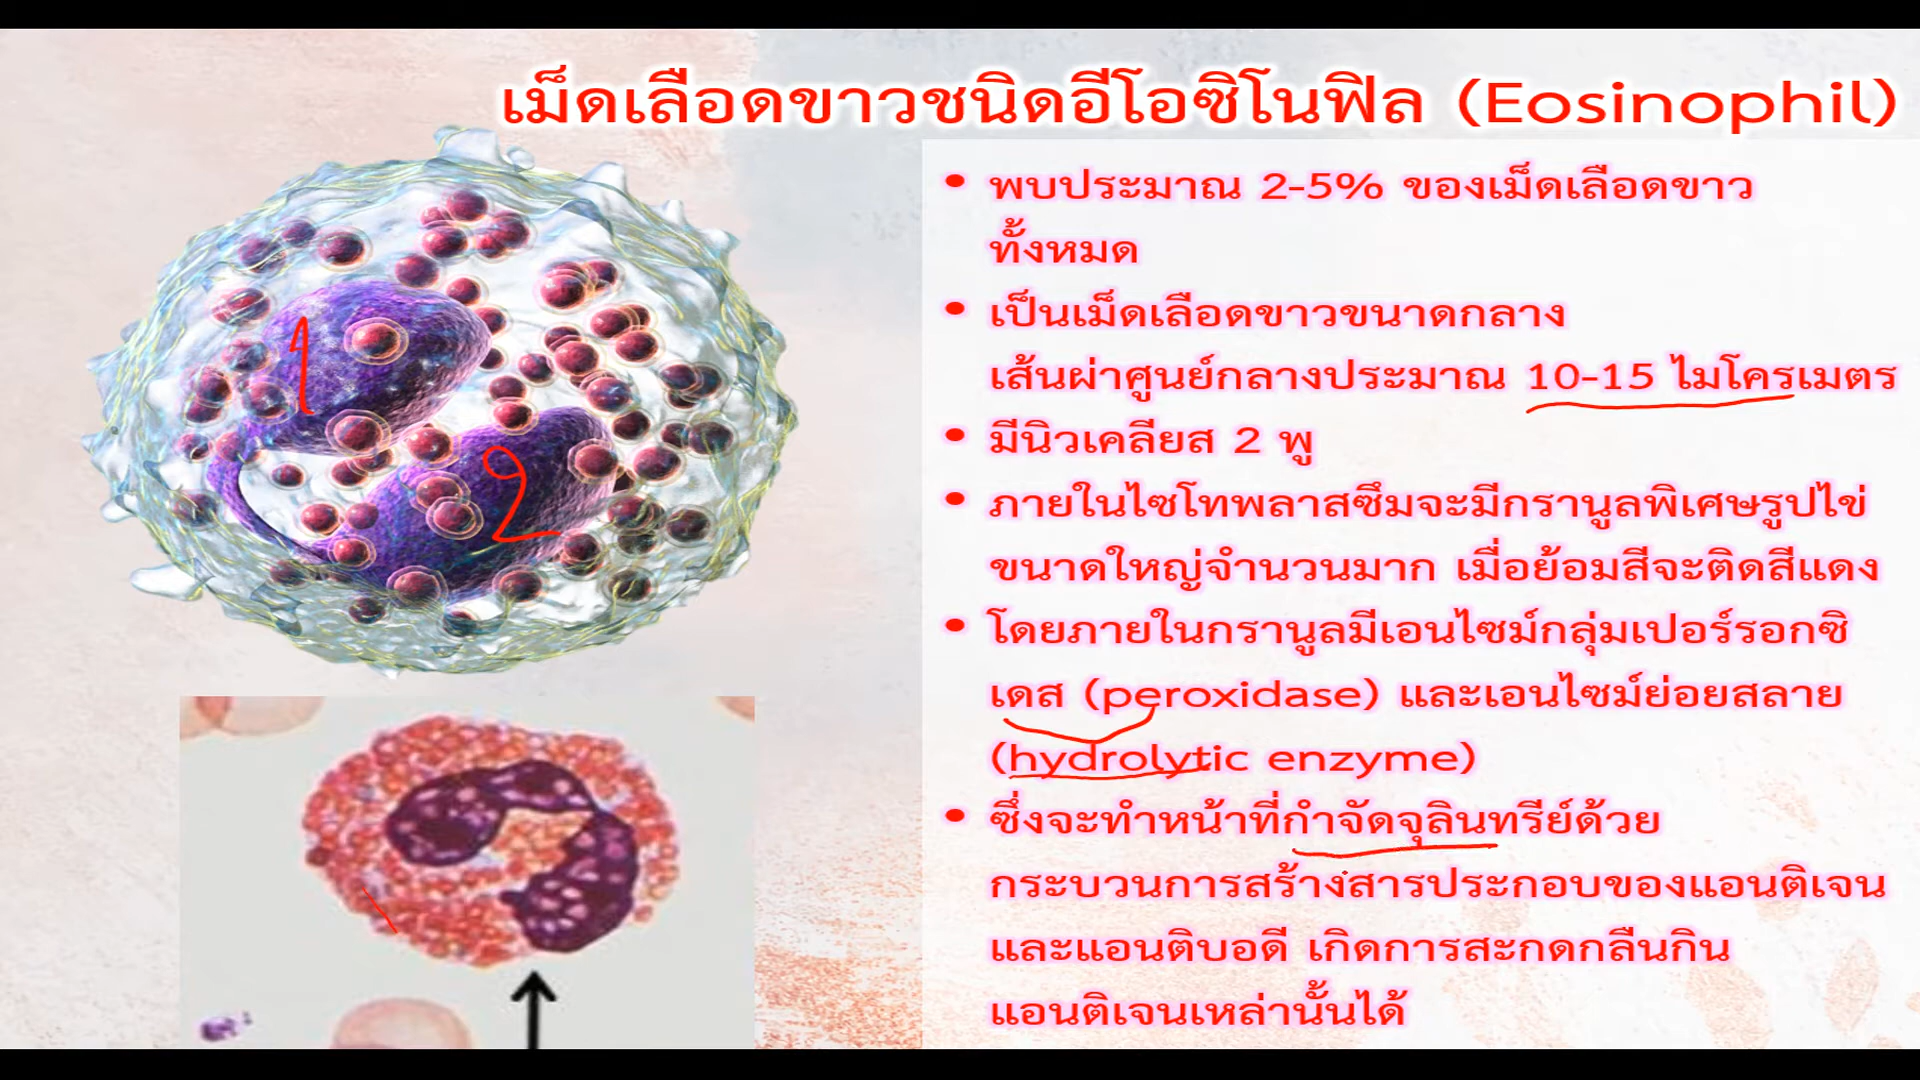 เม็ดเลือดขาวชนิดอีโอซิโนฟิล (Eosinophil)
• พบประมาณ 2-5% ของเม็ดเลือดขาว
ทั้งหมด
• เป็นเม็ดเลือดขาวขนาดกลาง
เส้นผ่าศูนย์กลางประมาณ 10-15 ไมโครเมตร
• มีนิวเคลียส 2 พู
• ภายในไซโทพลาสซึมจะมีกรานูลพิเศษรูปไข่
ขนาดใหญ่จำนวนมาก เมื่อย้อมสีจะติดสีแดง
• โดยภายในกรานูลมีเอนไซม์กลุ่มเปอร์รอกซิ
เดส (peroxidase) และเอนไซม์ย่อยสลาย
(hydrolytic enzyme)
• ซึ่งจะทำหน้าที่กำจัดจุลินทรีย์ด้วย
กระบวนการสร้างสารประกอบของแอนติเจน
และแอนติบอดี เกิดการสะกดกลืนกิน
แอนติเจนเหล่านั้นได้
1
2